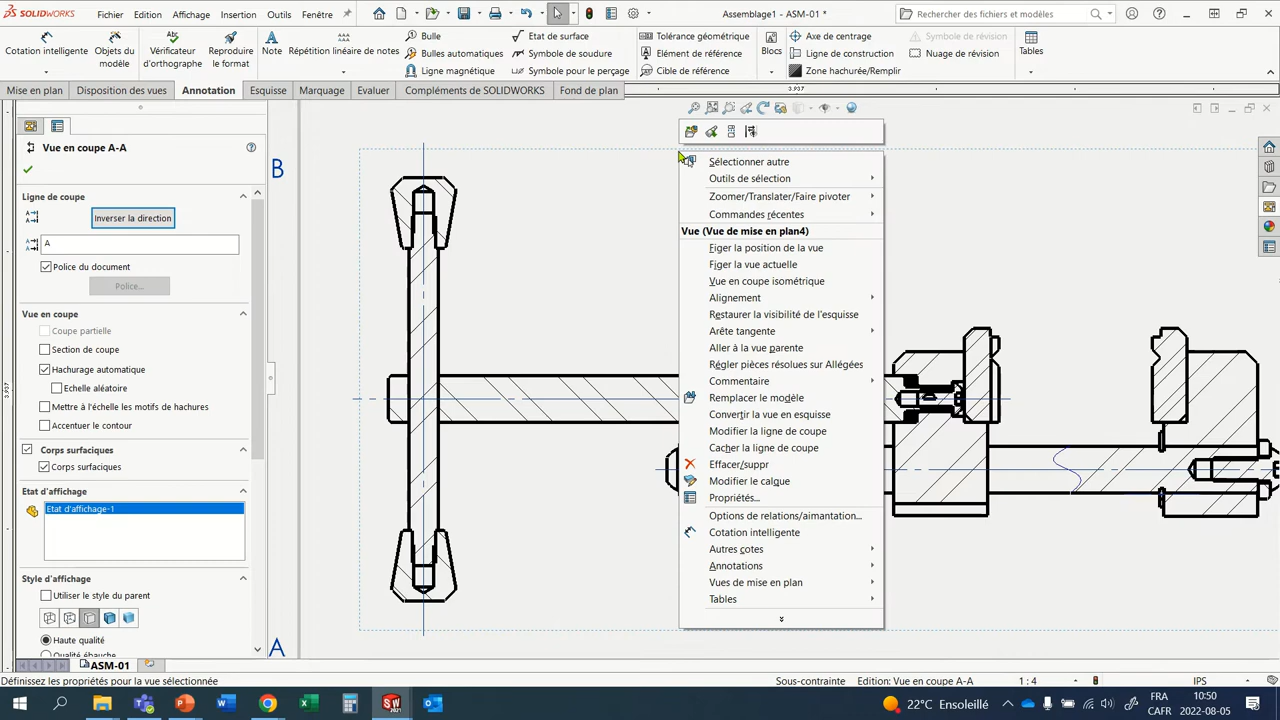 SOLIDWORKS
Fichier
Edition
Affichage
Insertion
Outils
Fenêtre
Assemblage1 - ASM-01 *
Rechercher des fichiers et modèles
Cotation intelligente
Objets du modèle
Vérificateur d'orthographe
Reproduire le format
Note
Répétition linéaire de notes
Bulle
Bulles automatiques
Ligne magnétique
Etat de surface
Symbole de soudure
Symbole pour le perçage
Tolérance géométrique
Elément de référence
Cible de référence
Blocs
Axe de centrage
Ligne de construction
Zone hachurée/Remplir
Symbole de révision
Nuage de révision
Tables
Mise en plan
Disposition des vues
Annotation
Esquisse
Marquage
Evaluer
Compléments de SOLIDWORKS
Fond de plan
3.937
Vue en coupe A-A
Ligne de coupe
Inverser la direction
A
Police du document
Police...
Vue en coupe
Coupe partielle
Section de coupe
Hachurage automatique
Echelle aléatoire
Mettre à l'échelle les motifs de hachures
Accentuer le contour
Corps surfaciques
Corps surfaciques
Etat d'affichage
Etat d'affichage-1
Style d'affichage
Utiliser le style du parent
Haute qualité
Qualité ébauche
3.937
B
A
Sélectionner autre
Outils de sélection
Zoomer/Translater/Faire pivoter
Commandes récentes
Vue (Vue de mise en plan4)
Figer la position de la vue
Figer la vue actuelle
Vue en coupe isométrique
Alignement
Restaurer la visibilité de l'esquisse
Arête tangente
Aller à la vue parente
Régler pièces résolues sur Allégées
Commentaire
Remplacer le modèle
Convertir la vue en esquisse
Modifier la ligne de coupe
Cacher la ligne de coupe
Effacer/suppr
Modifier le calque
Propriétés...
Options de relations/aimantation...
Cotation intelligente
Autres cotes
Annotations
Vues de mise en plan
Tables
ASM-01
Définissez les propriétés pour la vue sélectionnée
Sous-contrainte
Edition: Vue en coupe A-A
1 : 4
IPS
22°C Ensoleillé
FRA
CAFR
10:50
2022-08-05